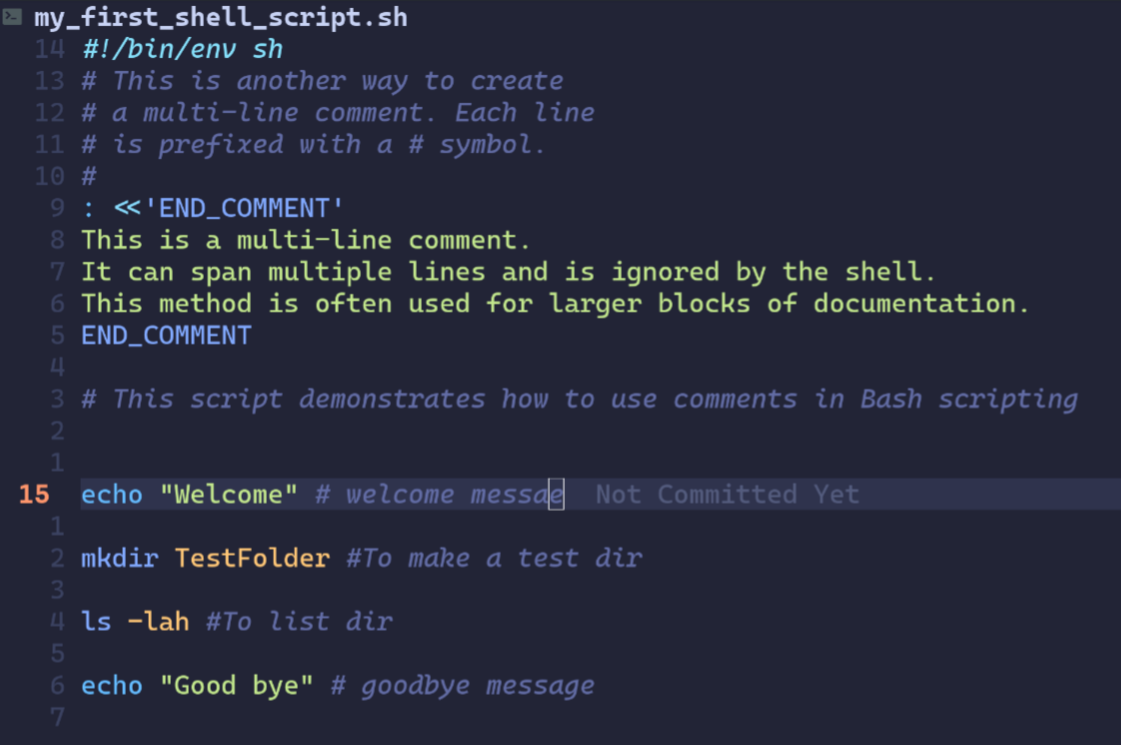 my_first_shell_script.sh
14 #!/bin/env sh
13 # This is another way to create
12 # a multi-line comment. Each line
11 # is prefixed with a # symbol.
10 #
9 : <<'END_COMMENT'
8 This is a multi-line comment.
7 It can span multiple lines and is ignored by the shell.
6 This method is often used for larger blocks of documentation.
5 END_COMMENT
4
3 # This script demonstrates how to use comments in Bash scripting
2
1
15 echo "Welcome" # welcome messae Not Committed Yet
1
2 mkdir TestFolder #To make a test dir
3
4 ls -lah #To list dir
5
6 echo "Good bye" # goodbye message
7